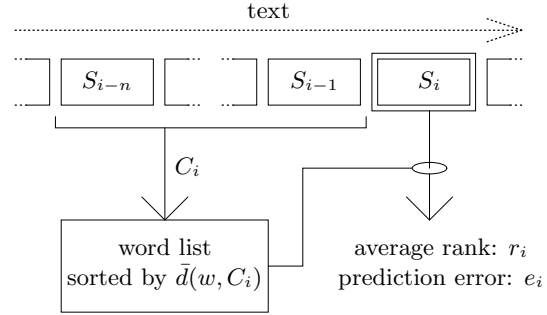 text
S_{i−n} S_{i−1} S_i
C_i
word list
sorted by d̄(w, C_i)
average rank: r_i
prediction error: e_i